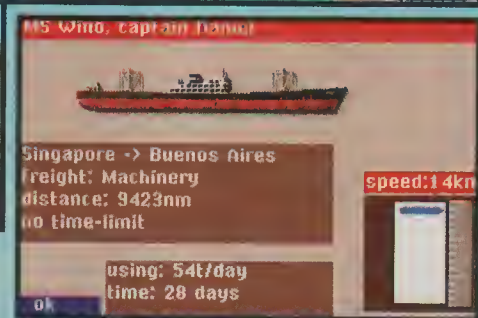 MS Wind, captain Daniel
Singapore -> Buenos Aires
freight: Machinery
distance: 9423nm
no time-limit
speed:14kn
using: 54t/day
time: 28 days
ok